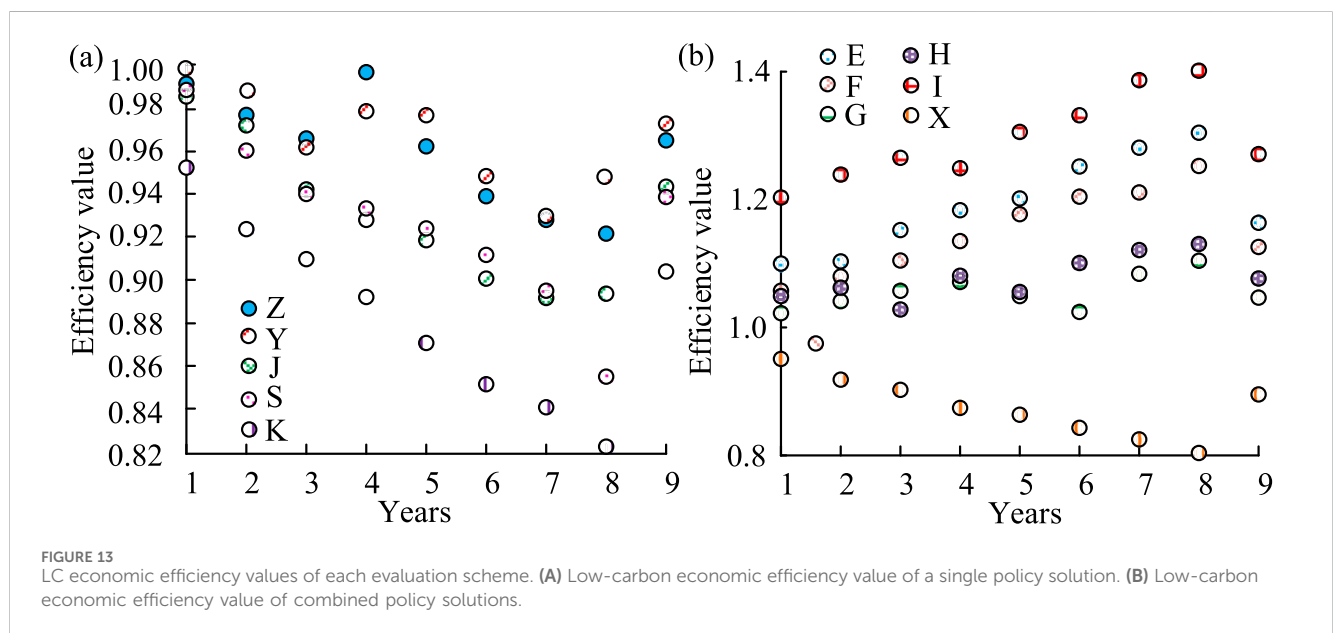 (a)
1.00
0.98
0.96
0.94
0.92
0.90
0.88
0.86
0.84
0.82
Efficiency value
Z
Y
J
S
K
1 2 3 4 5 6 7 8 9
Years
(b)
E
F
G
H
I
X
1.4
1.2
1.0
0.8
Efficiency value
1 2 3 4 5 6 7 8 9
Years
FIGURE 13
LC economic efficiency values of each evaluation scheme. (A) Low-carbon economic efficiency value of a single policy solution. (B) Low-carbon
economic efficiency value of combined policy solutions.